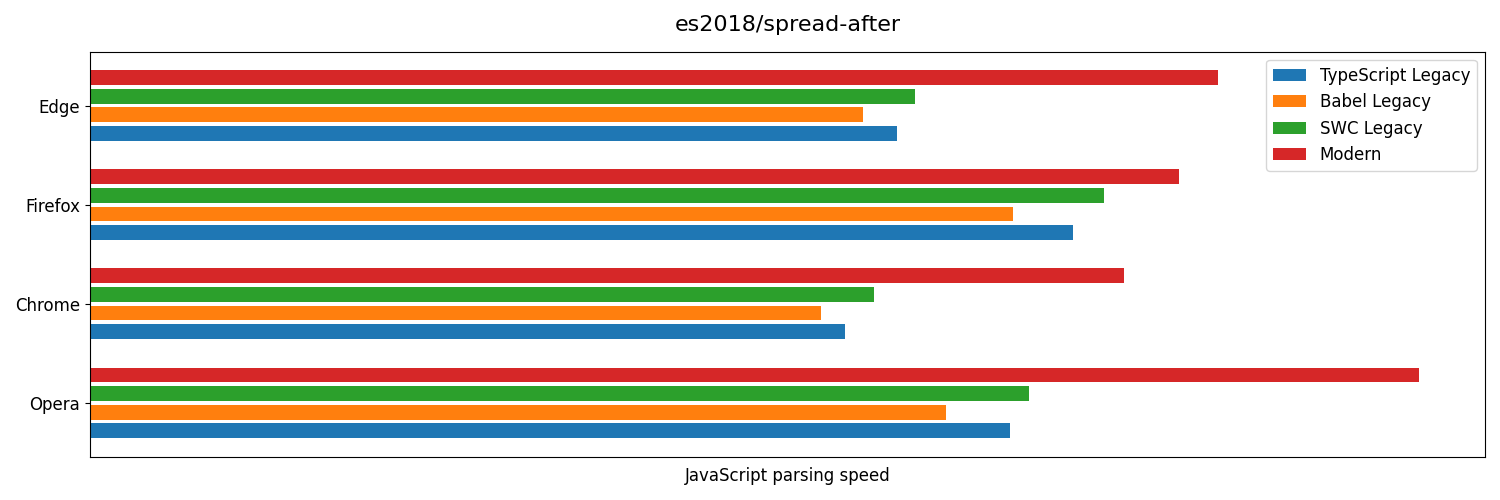 es2018/spread-after
TypeScript Legacy
Babel Legacy
SWC Legacy
Modern
Edge
Firefox
Chrome
Opera
JavaScript parsing speed